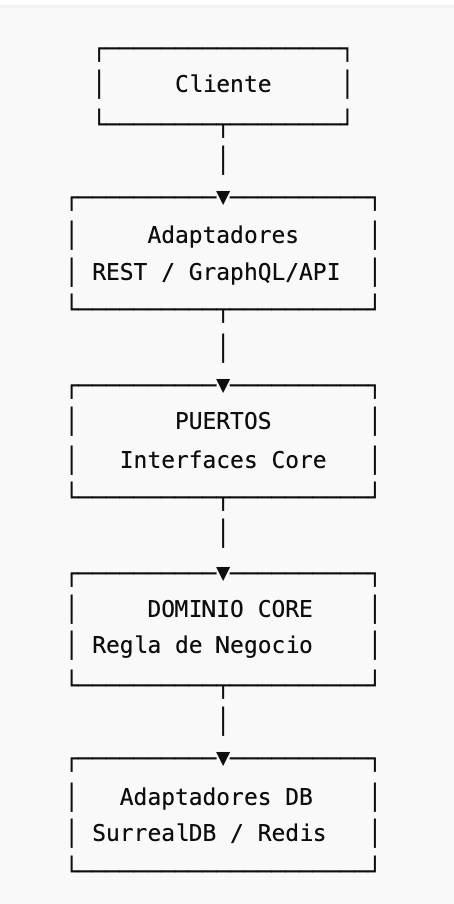 Cliente
Adaptadores
REST / GraphQL/API
PUERTOS
Interfaces Core
DOMINIO CORE
Regla de Negocio
Adaptadores DB
SurrealDB / Redis